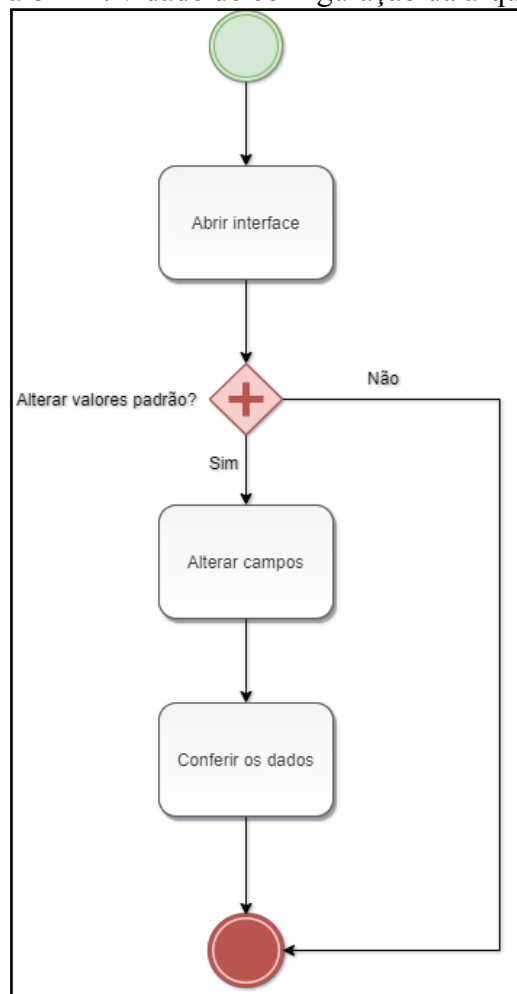 Abrir interface
Não
Alterar valores padrão?
Sim
Alterar campos
Conferir os dados